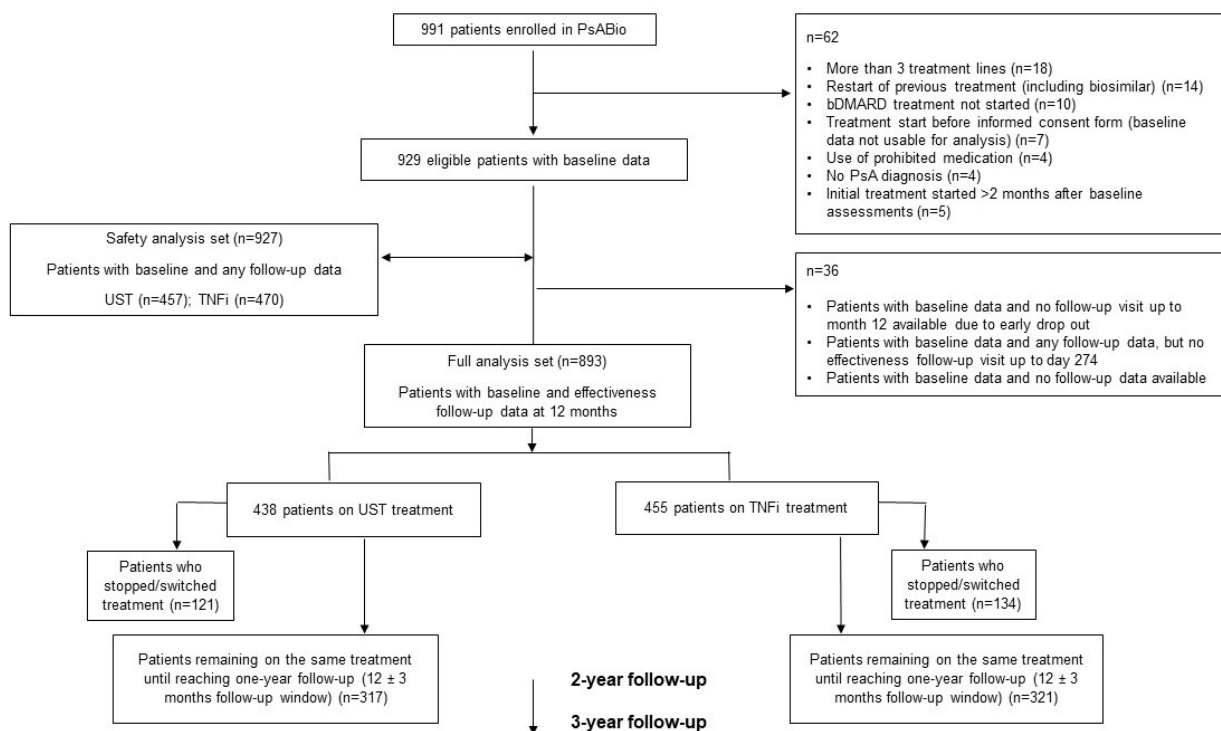 991 patients enrolled in PsABio
n=62
• More than 3 treatment lines (n=18)
• Restart of previous treatment (including biosimilar) (n=14)
• bDMARD treatment not started (n=10)
• Treatment start before informed consent form (baseline
data not usable for analysis) (n=7)
• Use of prohibited medication (n=4)
• No PsA diagnosis (n=4)
• Initial treatment started >2 months after baseline
assessments (n=5)
929 eligible patients with baseline data
Safety analysis set (n=927)
Patients with baseline and any follow-up data
UST (n=457); TNFi (n=470)
n=36
• Patients with baseline data and no follow-up visit up to
month 12 available due to early drop out
• Patients with baseline data and any follow-up data, but no
effectiveness follow-up visit up to day 274
• Patients with baseline data and no follow-up data available
Full analysis set (n=893)
Patients with baseline and effectiveness
follow-up data at 12 months
438 patients on UST treatment
455 patients on TNFi treatment
Patients who
stopped/switched
treatment (n=121)
Patients who
stopped/switched
treatment (n=134)
Patients remaining on the same treatment
until reaching one-year follow-up (12 ± 3
months follow-up window) (n=317)
Patients remaining on the same treatment
until reaching one-year follow-up (12 ± 3
months follow-up window) (n=321)
2-year follow-up
3-year follow-up